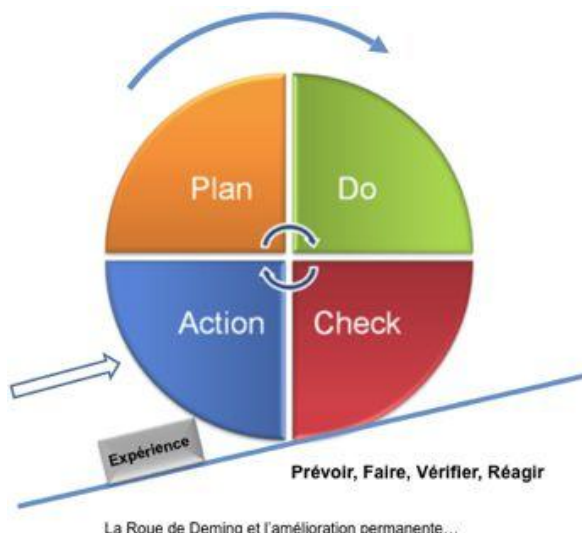 Plan
Do
Action
Check
Expérience
Prévoir, Faire, Vérifier, Réagir
La Roue de Deming et l'amélioration permanente...